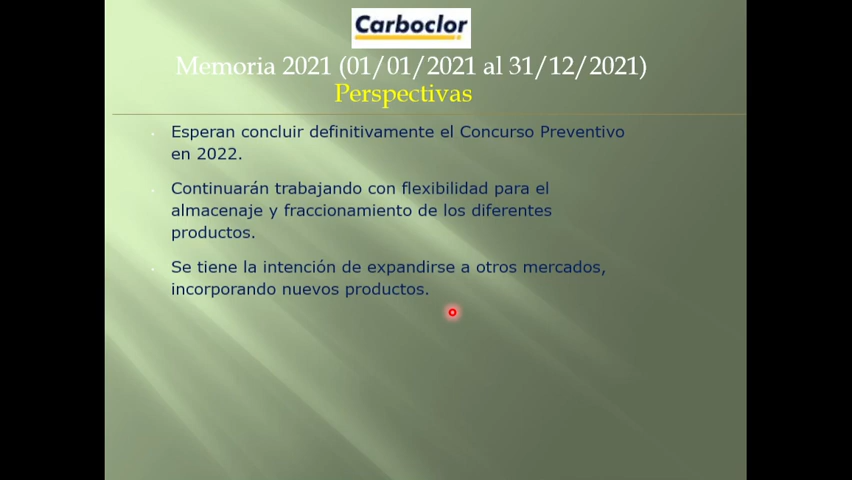 Carboclor
Memoria 2021 (01/01/2021 al 31/12/2021)
Perspectivas
Esperan concluir definitivamente el Concurso Preventivo
en 2022.
Continuarán trabajando con flexibilidad para el
almacenaje y fraccionamiento de los diferentes
productos.
Se tiene la intención de expandirse a otros mercados,
incorporando nuevos productos.